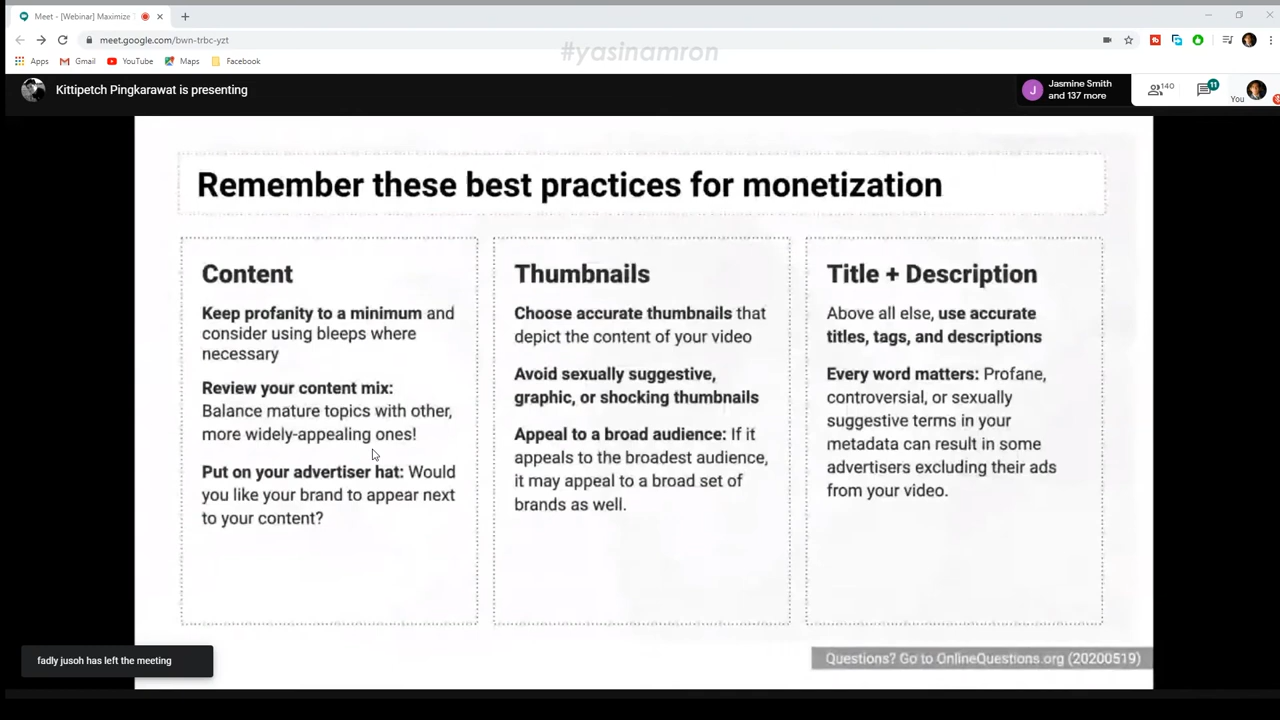 Meet - [Webinar] Maximize
meet.google.com/bwn-trbc-yzt
#yasinamron
Apps Gmail YouTube Maps Facebook
Kittipetch Pingkarawat is presenting
J
Jasmine Smith
and 137 more
140
11
You
Remember these best practices for monetization
Content
Keep profanity to a minimum and
consider using bleeps where
necessary
Review your content mix:
Balance mature topics with other,
more widely-appealing ones!
Put on your advertiser hat: Would
you like your brand to appear next
to your content?
Thumbnails
Choose accurate thumbnails that
depict the content of your video
Avoid sexually suggestive,
graphic, or shocking thumbnails
Appeal to a broad audience: If it
appeals to the broadest audience,
it may appeal to a broad set of
brands as well.
Title + Description
Above all else, use accurate
titles, tags, and descriptions
Every word matters: Profane,
controversial, or sexually
suggestive terms in your
metadata can result in some
advertisers excluding their ads
from your video.
fadly jusoh has left the meeting
Questions? Go to OnlineQuestions.org (20200519)